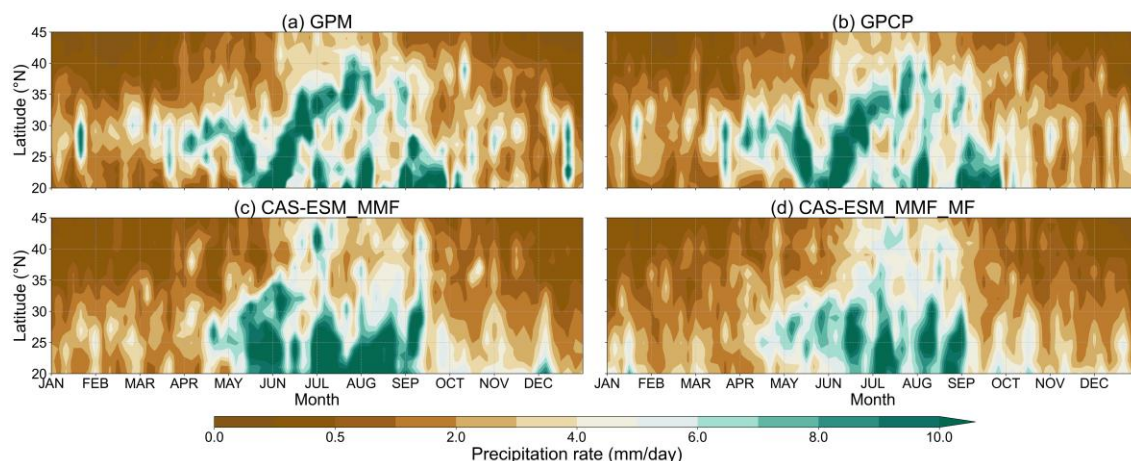 (a) GPM
(b) GPCP
45
40
35
30
25
20
Latitude (°N)
(c) CAS-ESM_MMF
(d) CAS-ESM_MMF_MF
45
40
35
30
25
20
Latitude (°N)
JAN FEB MAR APR MAY JUN JUL AUG SEP OCT NOV DEC
JAN FEB MAR APR MAY JUN JUL AUG SEP OCT NOV DEC
Month
Month
0.0 0.5 2.0 4.0 6.0 8.0 10.0
Precipitation rate (mm/day)